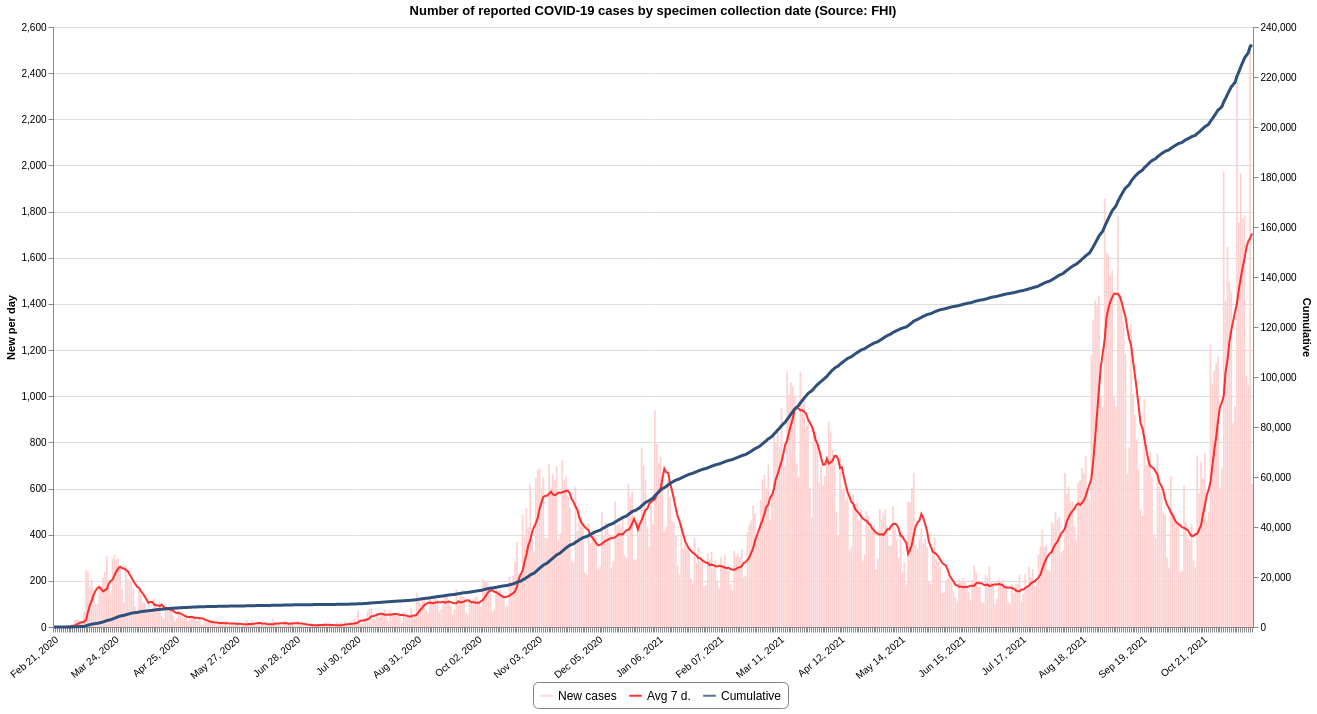 Number of reported COVID-19 cases by specimen collection date (Source: FHI)
2,600
2,400
2,200
2,000
1,800
1,600
1,400
1,200
1,000
800
600
400
200
0
New per day
240,000
220,000
200,000
180,000
160,000
140,000
120,000
100,000
80,000
60,000
40,000
20,000
0
Cumulative
Feb 21, 2020
Mar 24, 2020
Apr 25, 2020
May 27, 2020
Jun 28, 2020
Jul 30, 2020
Aug 31, 2020
Oct 02, 2020
Nov 03, 2020
Dec 05, 2020
Jan 06, 2021
Feb 07, 2021
Mar 11, 2021
Apr 12, 2021
May 14, 2021
Jun 15, 2021
Jul 17, 2021
Aug 18, 2021
Sep 19, 2021
Oct 21, 2021
New cases Avg 7 d. Cumulative